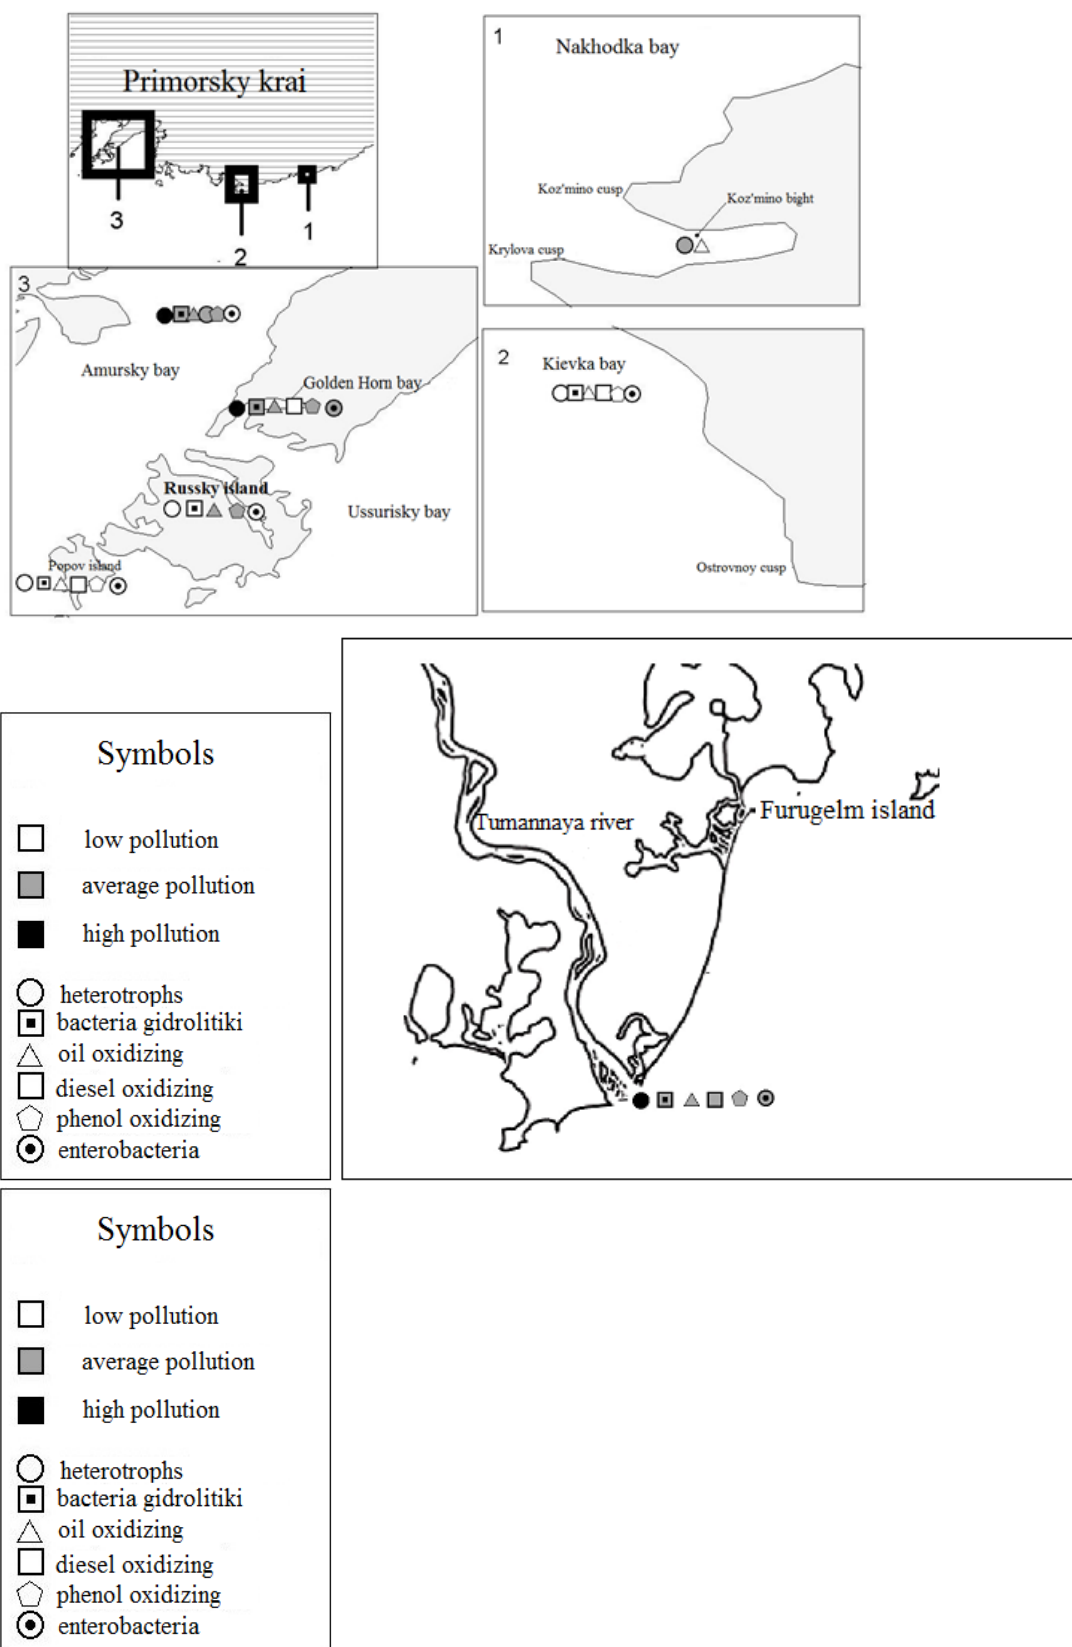 Primorsky krai
3
2
1
1
Nakhodka bay
Koz'mino cusp
Koz'mino bight
Krylova cusp
3
Amursky bay
Golden Horn bay
Russky island
Ussurisky bay
Popov island
2
Kievka bay
Ostrovnoy cusp
Symbols
low pollution
average pollution
high pollution
heterotrophs
bacteria gidrolitiki
oil oxidizing
diesel oxidizing
phenol oxidizing
enterobacteria
Tumannaya river
Furugelm island
Symbols
low pollution
average pollution
high pollution
heterotrophs
bacteria gidrolitiki
oil oxidizing
diesel oxidizing
phenol oxidizing
enterobacteria